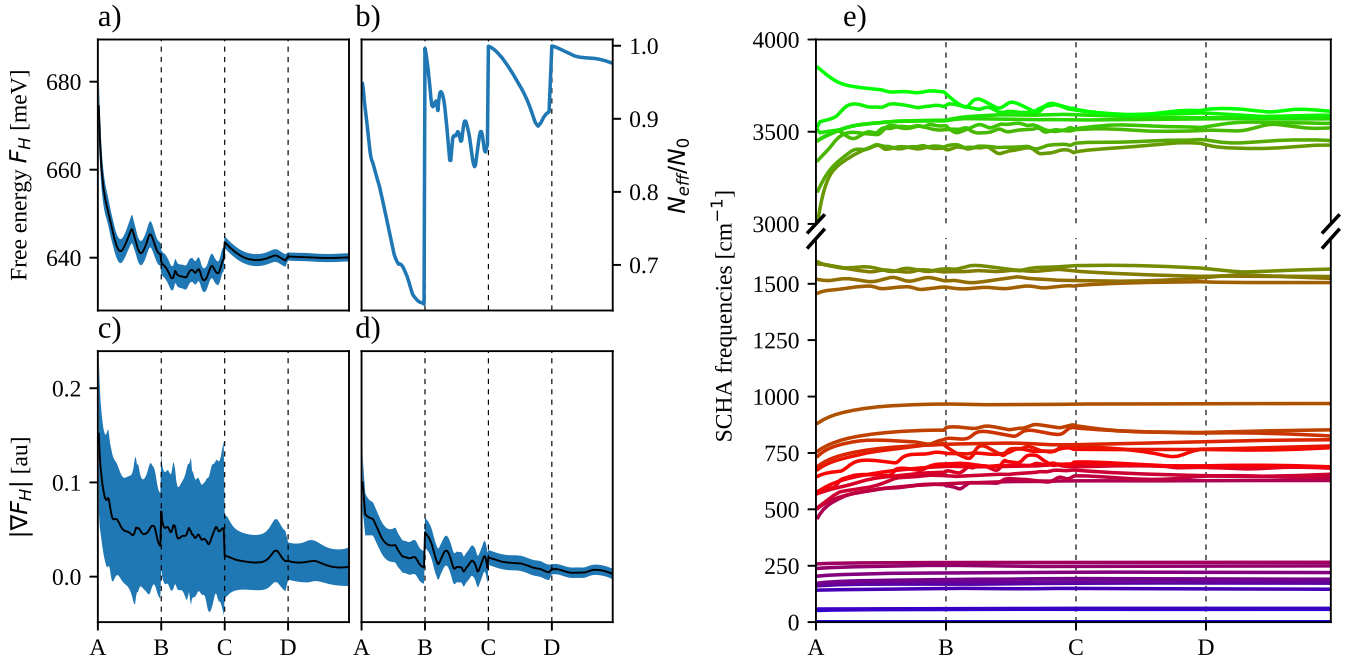 a)
b)
e)
Free energy F_H [meV]
680
660
640
1.0
0.9
0.8
0.7
N_eff/N_0
c)
d)
|∇F_H| [au]
0.2
0.1
0.0
A
B
C
D
A
B
C
D
SCHA frequencies [cm⁻¹]
4000
3500
3000
1500
1250
1000
750
500
250
0
A
B
C
D